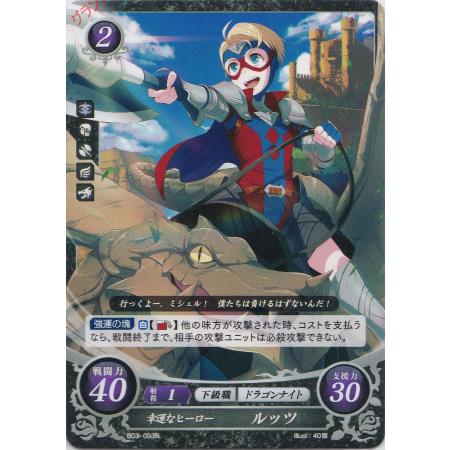 グラン
2
行っくよー、ミシェル! 僕たちは負けるはずないんだ!
強運の塊 自 【】他の味方が攻撃された時、コストを支払う
なら、戦闘終了まで、相手の攻撃ユニットは必殺攻撃できない。
戦闘力 40
射程 1
下級職
ドラゴンナイト
支援力 30
幸運なヒーロー ルッツ
B03-093N
Illust:40原